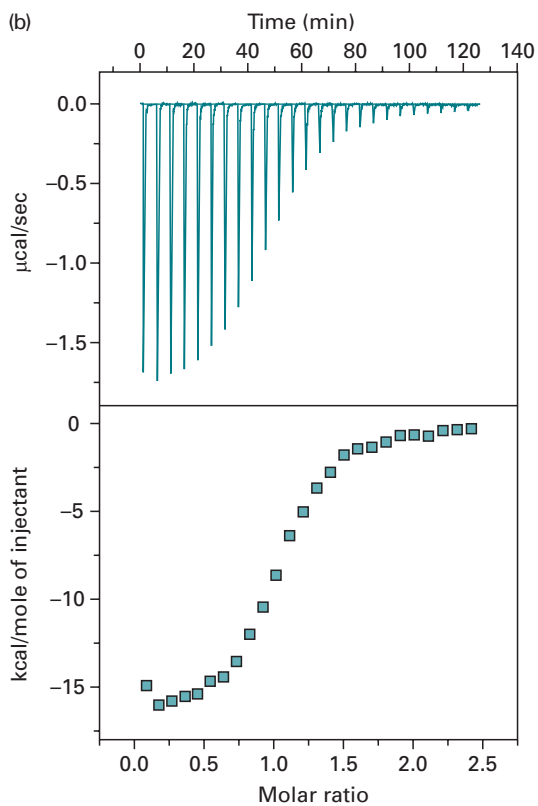 (b)
Time (min)
0 20 40 60 80 100 120 140
0.0
−0.5
−1.0
−1.5
μcal/sec
0
−5
−10
−15
kcal/mole of injectant
0.0 0.5 1.0 1.5 2.0 2.5
Molar ratio